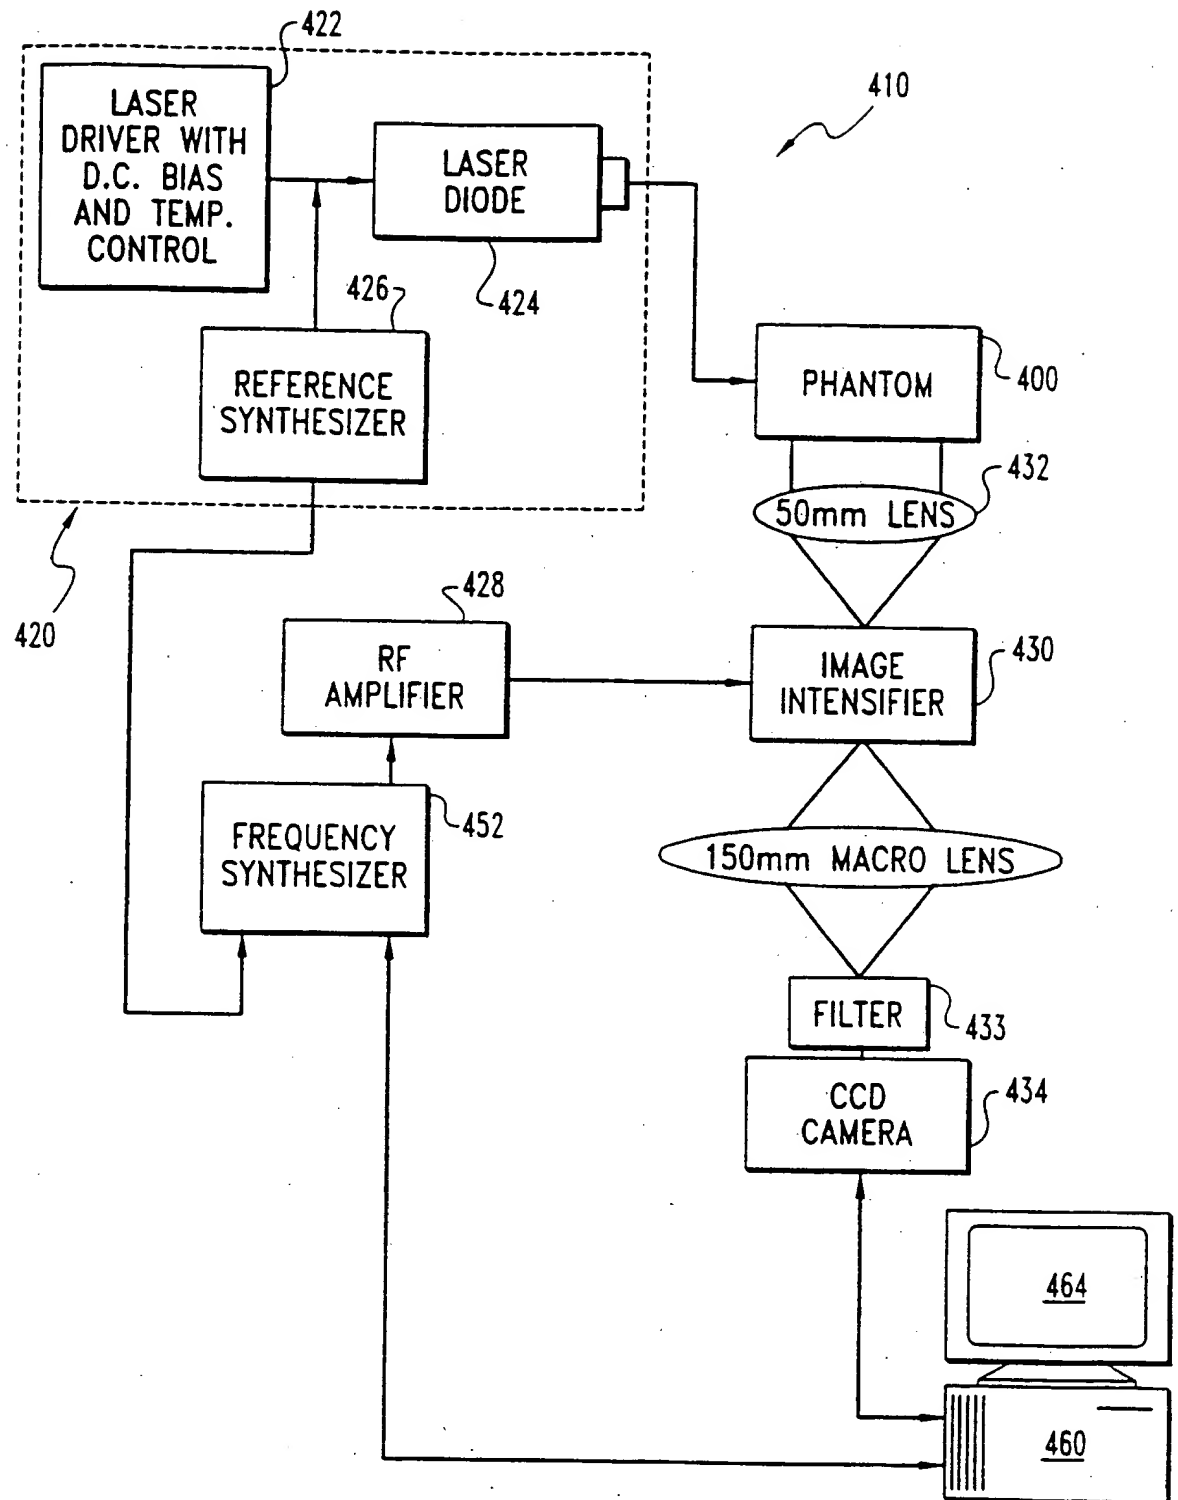 422
LASER
DRIVER WITH
D.C. BIAS
AND TEMP.
CONTROL
LASER
DIODE
424
410
426
REFERENCE
SYNTHESIZER
420
PHANTOM
400
50mm LENS
432
428
RF
AMPLIFIER
IMAGE
INTENSIFIER
430
FREQUENCY
SYNTHESIZER
452
150mm MACRO LENS
FILTER
433
CCD
CAMERA
434
464
460